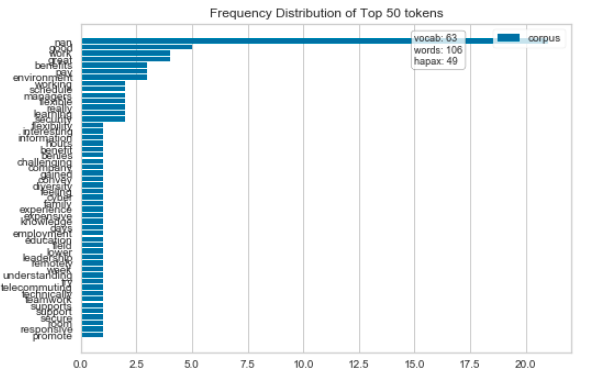 Frequency Distribution of Top 50 tokens
vocab: 63
words: 106
hapax: 49
corpus
nan
good
work
great
benefits
pay
environment
working
schedule
managers
flexible
really
learning
security
flexibility
interesting
information
hours
benefit
challenging
company
gained
convey
diversity
feeling
cyber
family
experience
expensive
knowledge
days
employment
education
field
lower
leadership
remotely
week
understanding
try
telecommuting
technically
teamwork
supports
support
secure
room
responsive
promote
0.0 2.5 5.0 7.5 10.0 12.5 15.0 17.5 20.0